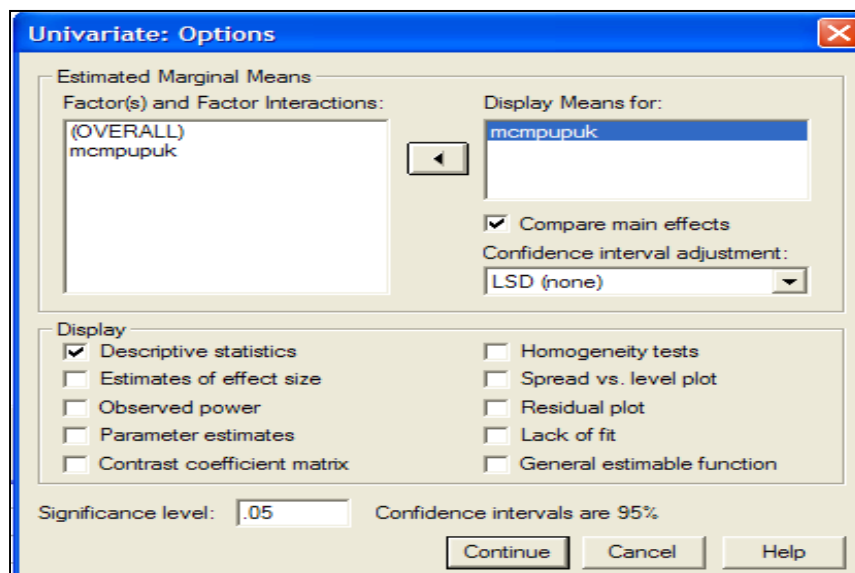 Univariate: Options
Estimated Marginal Means
Factor(s) and Factor Interactions:
(OVERALL)
mcmpupuk
Display Means for:
mcmpupuk
Compare main effects
Confidence interval adjustment:
LSD (none)
Display
Descriptive statistics
Estimates of effect size
Observed power
Parameter estimates
Contrast coefficient matrix
Homogeneity tests
Spread vs. level plot
Residual plot
Lack of fit
General estimable function
Significance level: .05 Confidence intervals are 95%
Continue Cancel Help